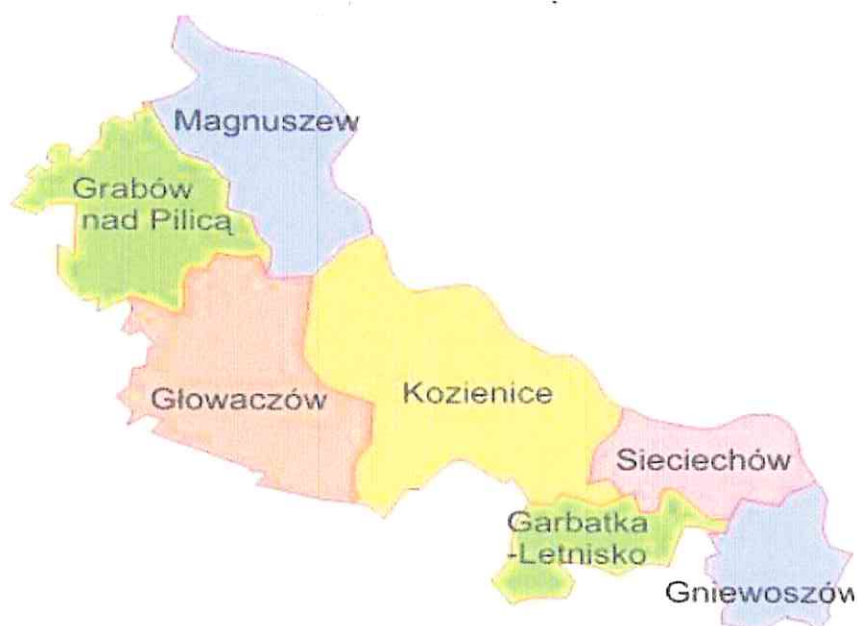 Magnuszew
Grabów
nad Pilicą
Głowaczów
Kozienice
Sieciechów
Garbatka
-Letnisko
Gniewoszów